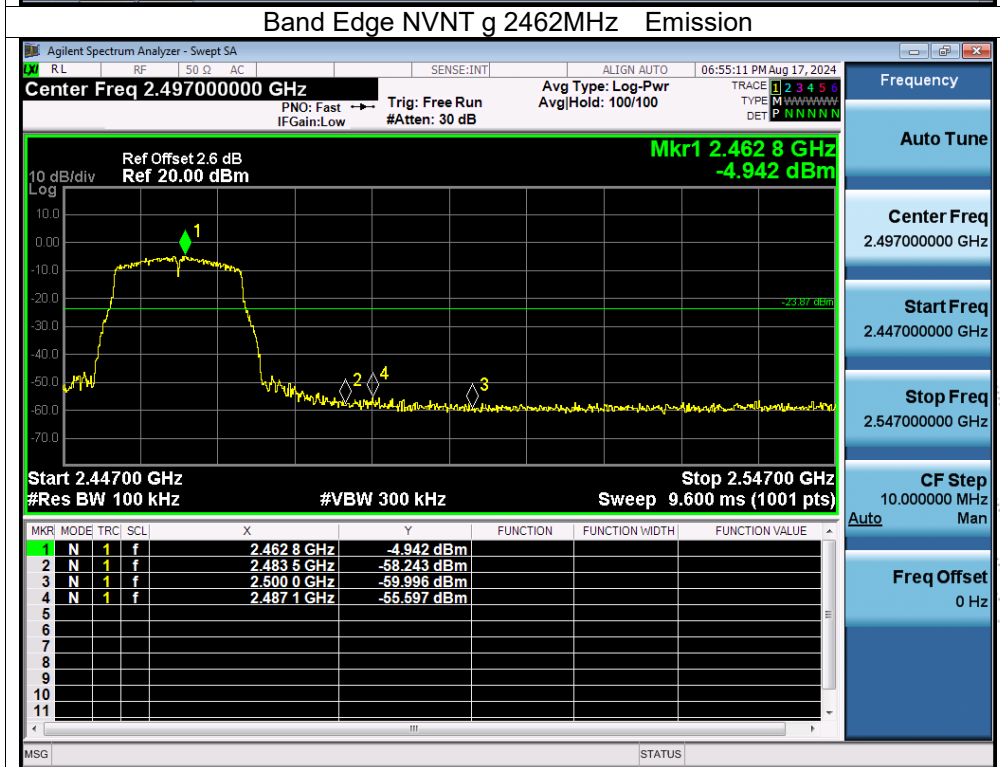 Band Edge NVNT g 2462MHz Emission
Agilent Spectrum Analyzer - Swept SA
LXI RL RF 50 Ω AC SENSE:INT ALIGN AUTO 06:55:11 PM Aug 17, 2024
Center Freq 2.497000000 GHz
PNO: Fast
IFGain:Low
Trig: Free Run
#Atten: 30 dB
Avg Type: Log-Pwr
Avg|Hold: 100/100
TRACE 1 2 3 4 5 6
TYPE M WWWWW
DET P N N N N N
Frequency
Mkr1 2.462 8 GHz
-4.942 dBm
Ref Offset 2.6 dB
10 dB/div Ref 20.00 dBm
Log
10.0
0.00
-10.0
-20.0
-30.0
-40.0
-50.0
-60.0
-70.0
1
-23.87 dBm
2
4
3
Start 2.44700 GHz Stop 2.54700 GHz
#Res BW 100 kHz #VBW 300 kHz Sweep 9.600 ms (1001 pts)
MKR MODE TRC SCL X Y FUNCTION FUNCTION WIDTH FUNCTION VALUE
1 N 1 f 2.462 8 GHz -4.942 dBm
2 N 1 f 2.483 5 GHz -58.243 dBm
3 N 1 f 2.500 0 GHz -59.996 dBm
4 N 1 f 2.487 1 GHz -55.597 dBm
5
6
7
8
9
10
11
Auto Tune
Center Freq
2.497000000 GHz
Start Freq
2.447000000 GHz
Stop Freq
2.547000000 GHz
CF Step
10.000000 MHz
Auto Man
Freq Offset
0 Hz
MSG STATUS